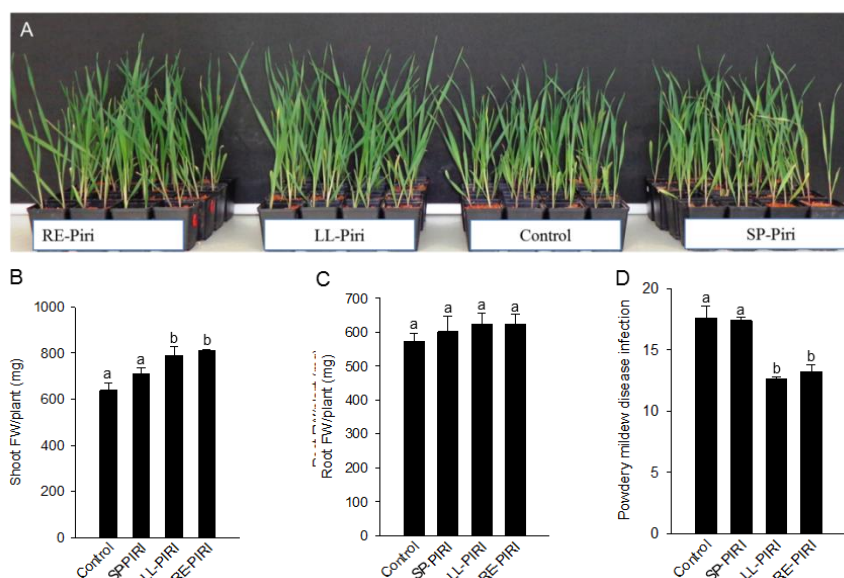 A
RE-Piri
LL-Piri
Control
SP-Piri
B
Shoot FW/plant (mg)
1000
800
600
400
200
0
a
a
b
b
Control
SP-PIRI
LL-PIRI
RE-PIRI
C
Root FW/plant (mg)
700
600
500
400
300
200
100
0
a
a
a
a
Control
SP-PIRI
LL-PIRI
RE-PIRI
D
Powdery mildew disease infection
20
15
10
5
0
a
a
b
b
Control
SP-PIRI
LL-PIRI
RE-PIRI